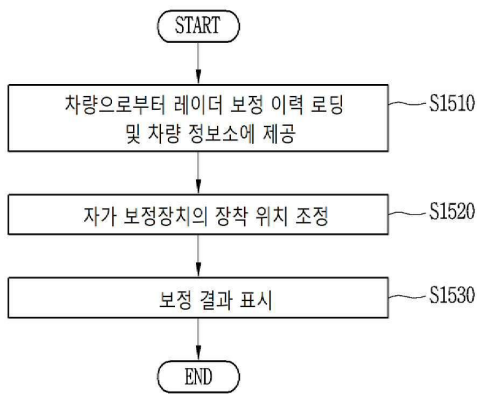 START
차량으로부터 레이더 보정 이력 로딩
및 차량 정보소에 제공
S1510
자가 보정장치의 장착 위치 조정
S1520
보정 결과 표시
S1530
END